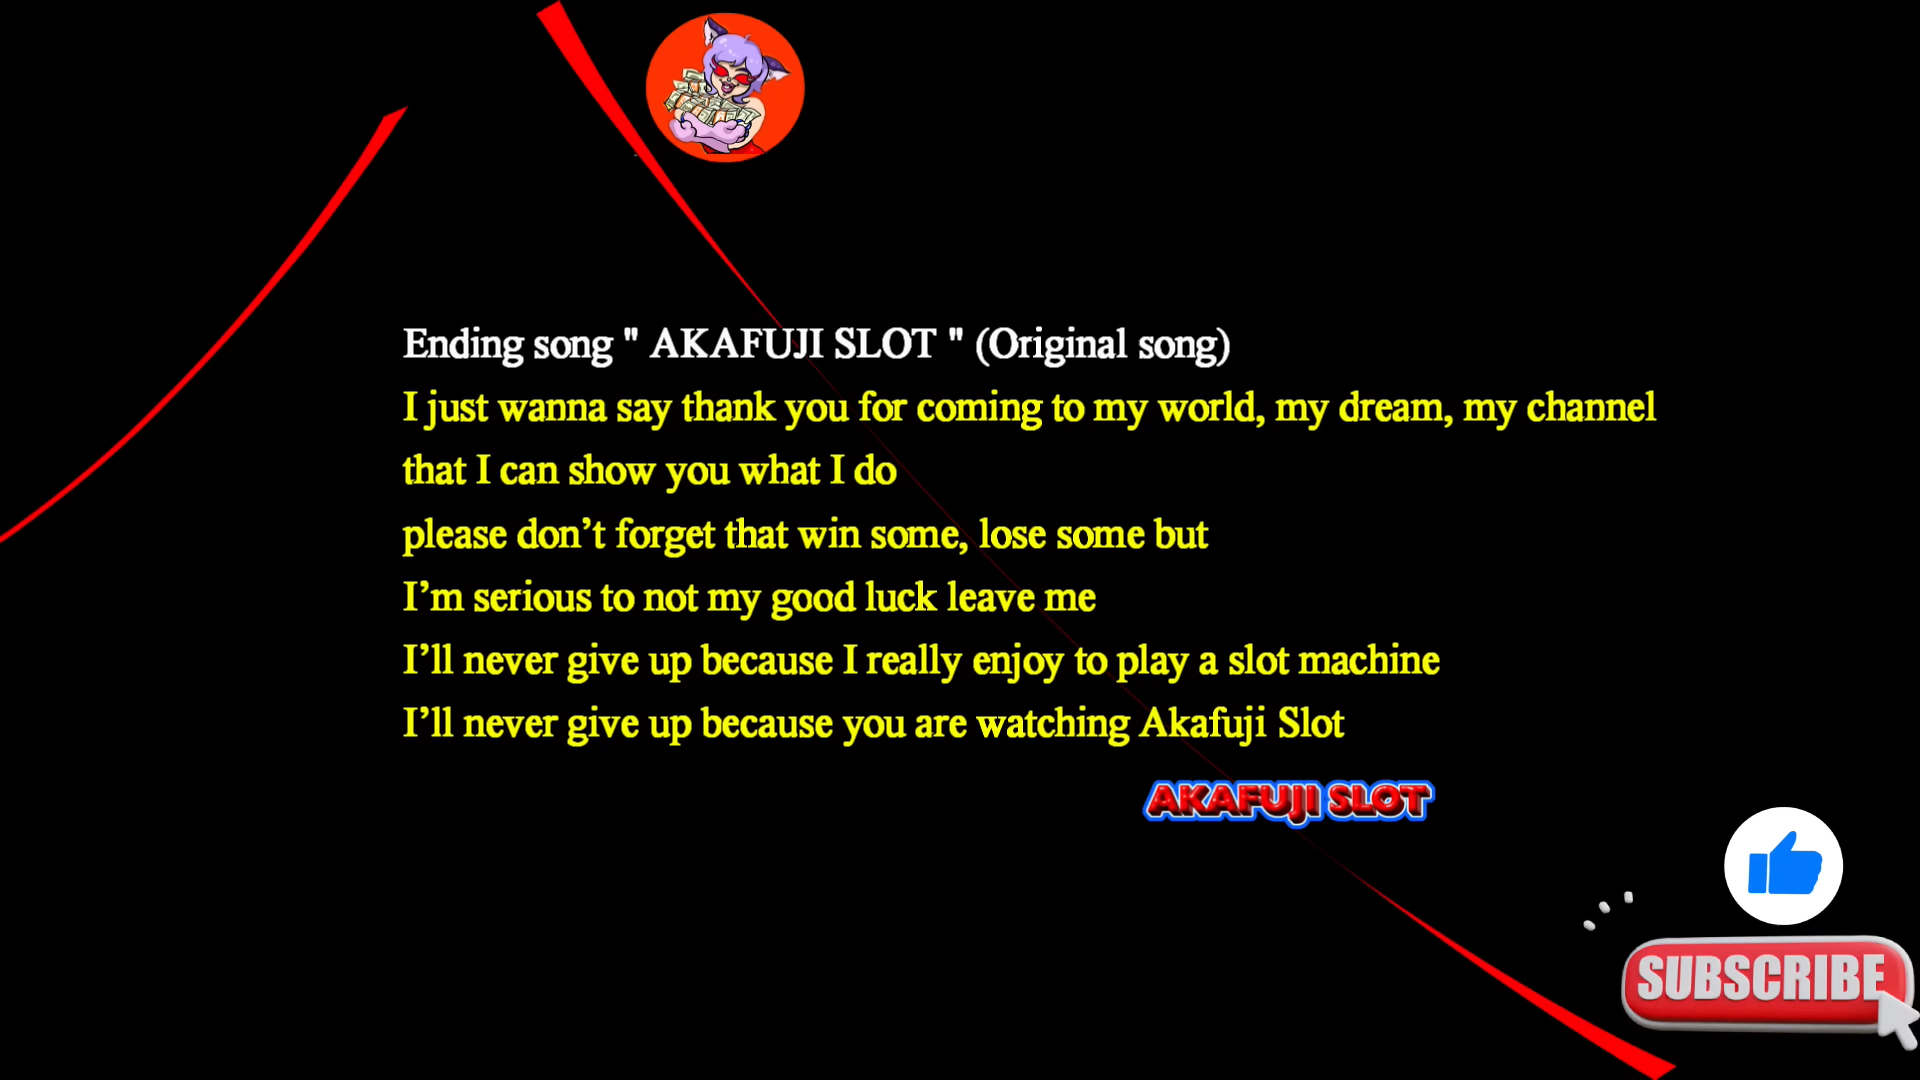 Ending song " AKAFUJI SLOT " (Original song)
I just wanna say thank you for coming to my world, my dream, my channel
that I can show you what I do
please don’t forget that win some, lose some but
I’m serious to not my good luck leave me
I’ll never give up because I really enjoy to play a slot machine
I’ll never give up because you are watching Akafuji Slot
AKAFUJI SLOT
SUBSCRIBE